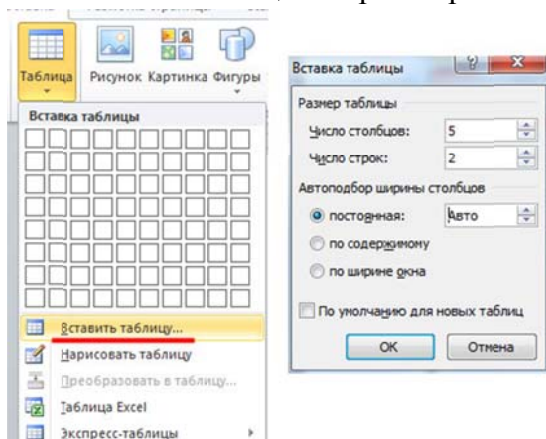 Таблица Рисунок Картинка Фигуры
Вставка таблицы
Вставить таблицу...
Нарисовать таблицу
Преобразовать в таблицу...
Таблица Excel
Экспресс-таблицы
Вставка таблицы
Размер таблицы
Число столбцов: 5
Число строк: 2
Автоподбор ширины столбцов
постоянная: Авто
по содержимому
по ширине окна
По умолчанию для новых таблиц
ОК Отмена